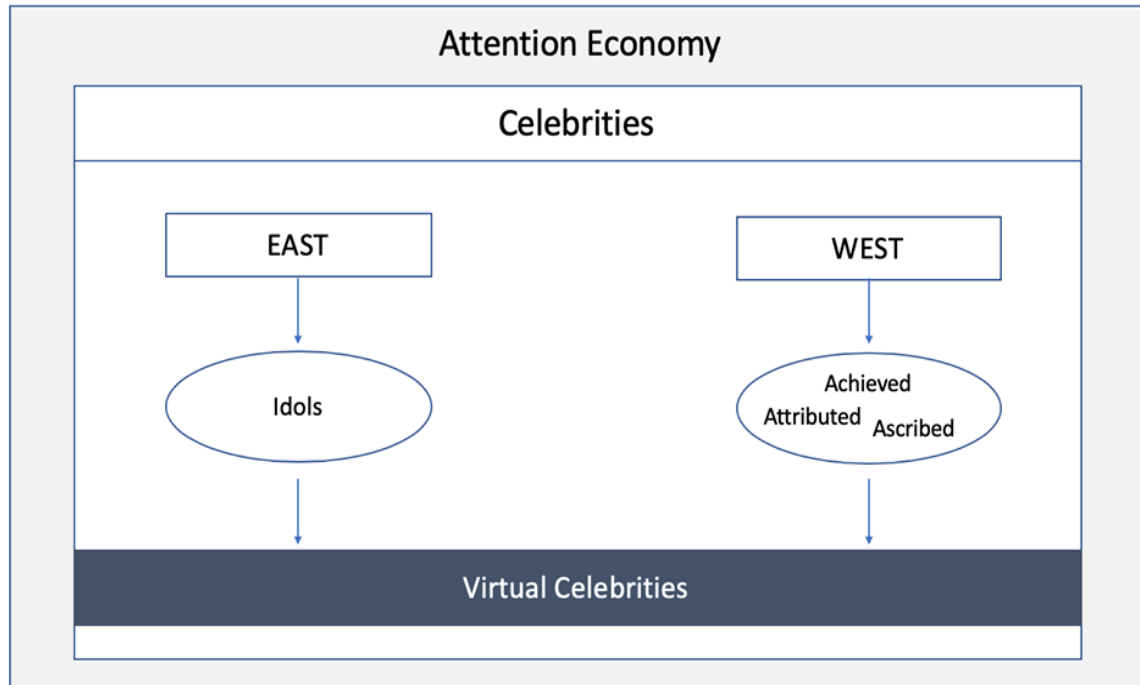 Attention Economy
Celebrities
EAST
WEST
Idols
Achieved
Attributed
Ascribed
Virtual Celebrities